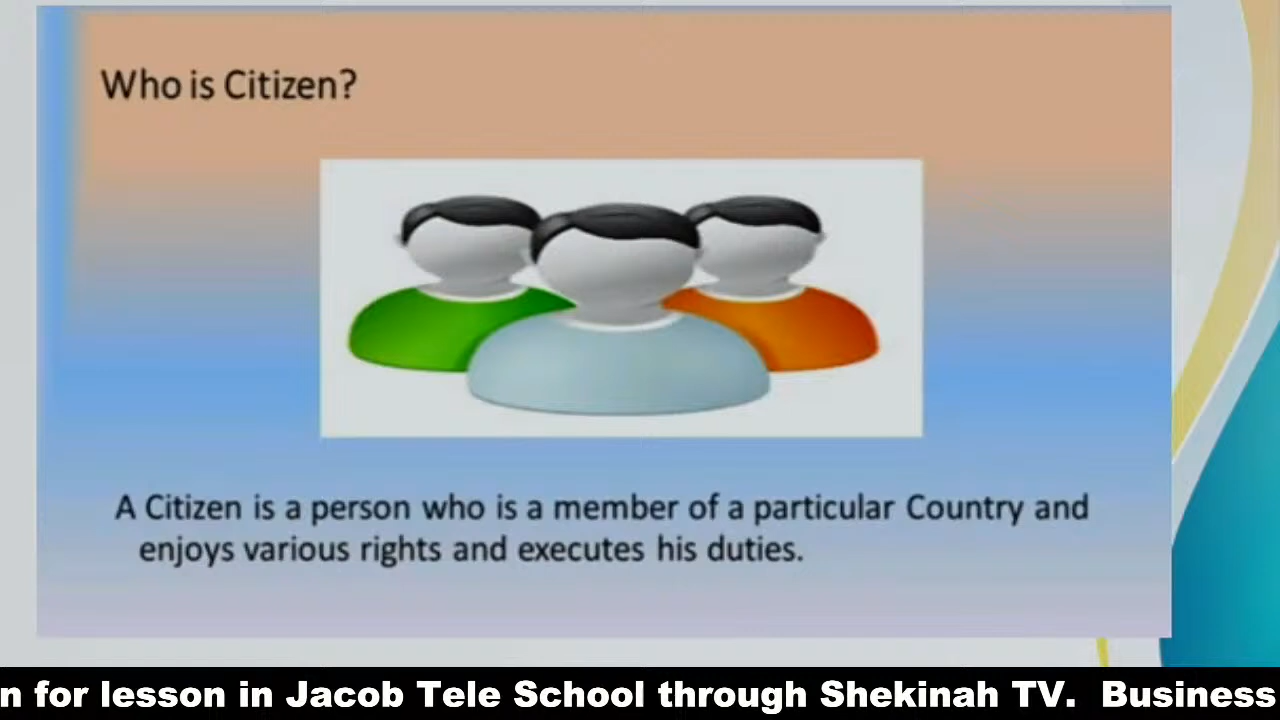 Who is Citizen?
A Citizen is a person who is a member of a particular Country and
enjoys various rights and executes his duties.
n for lesson in Jacob Tele School through Shekinah TV.  Business